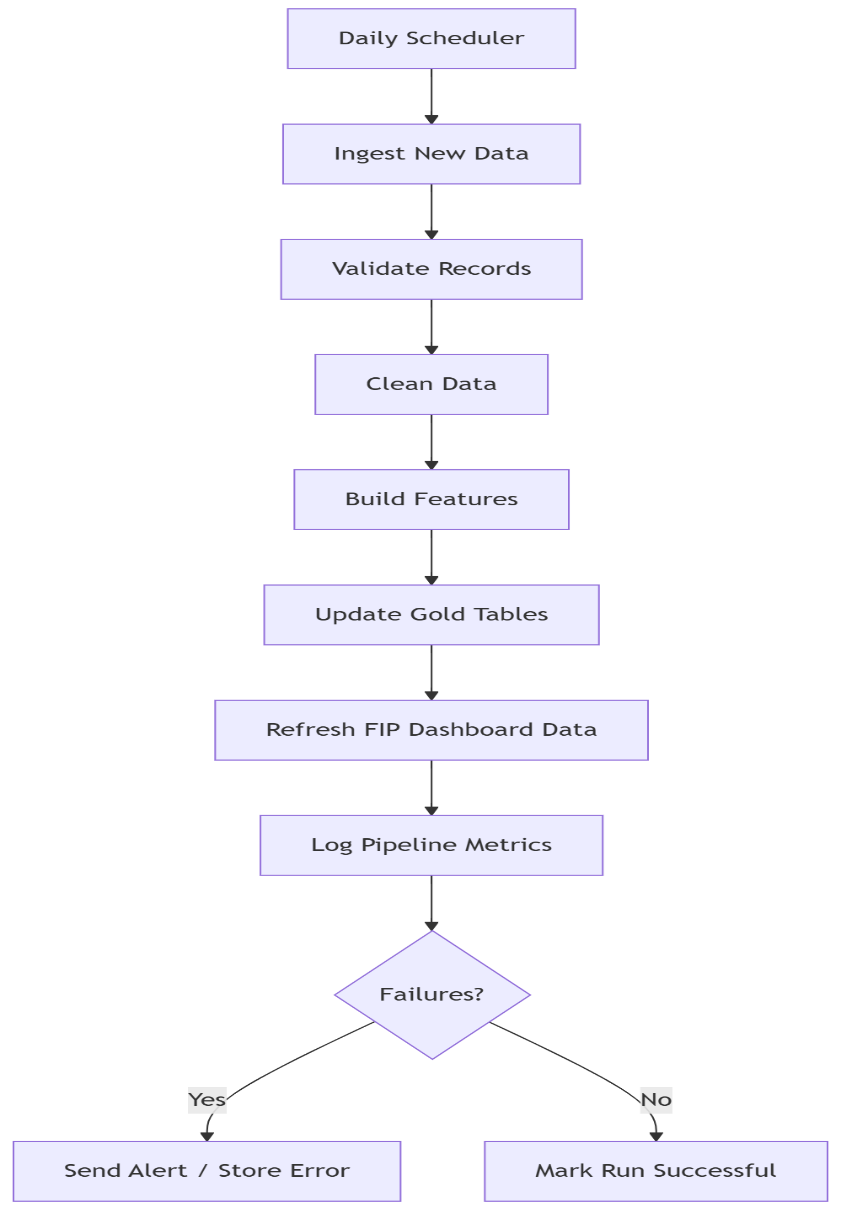 Daily Scheduler
Ingest New Data
Validate Records
Clean Data
Build Features
Update Gold Tables
Refresh FIP Dashboard Data
Log Pipeline Metrics
Failures?
Yes
No
Send Alert / Store Error
Mark Run Successful